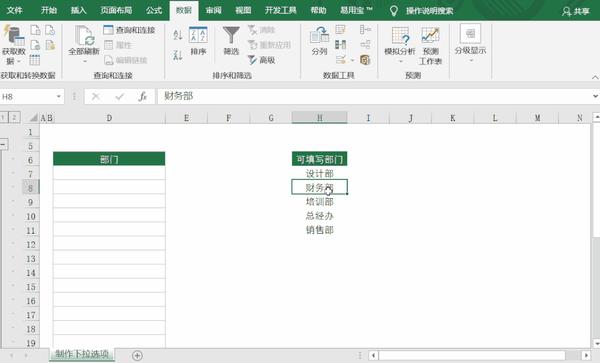 文件 开始 插入 页面布局 公式 数据 审阅 视图 开发工具 易用宝™ 操作说明搜索 共享
获取数据 全部刷新 查询和连接 属性 编辑链接 排序 筛选 清除 重新应用 高级 分列 模拟分析 预测工作表 分级显示
获取和转换数据 查询和连接 排序和筛选 数据工具 预测
H8 fx 财务部
1 2 A B D E F G H I J K L M N
1
5
6 部门 可填写部门
7 设计部
8 财务部
9 培训部
10 总经办
11 销售部
12
13
14
15
16
17
18
19
制作下拉选项